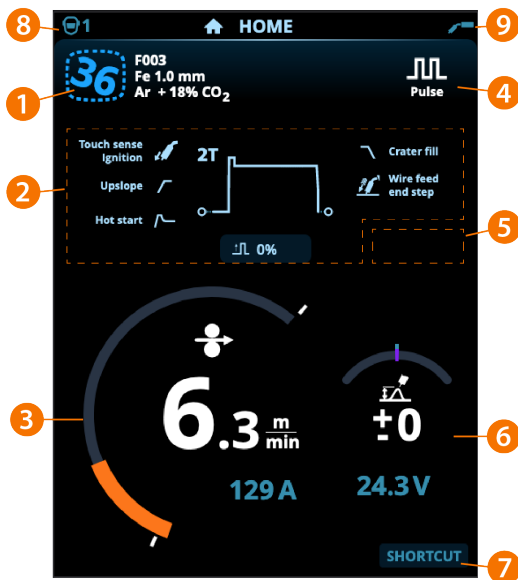 8
1
HOME
9
36
F003
Fe 1.0 mm
Ar + 18% CO2
Pulse
1
4
Touch sense
Ignition
2T
Crater fill
2
Upslope
Wire feed
end step
Hot start
5
0%
3
6.3 m/min
±0
6
129 A
24.3 V
SHORTCUT
7